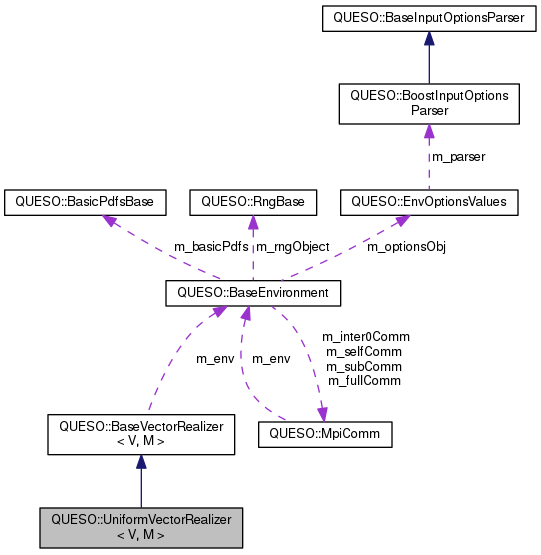 QUESO::BaseInputOptionsParser
QUESO::BoostInputOptions
Parser
m_parser
QUESO::BasicPdfsBase
QUESO::RngBase
QUESO::EnvOptionsValues
m_basicPdfs
m_rngObject
m_optionsObj
QUESO::BaseEnvironment
m_env
m_env
m_inter0Comm
m_selfComm
m_subComm
m_fullComm
QUESO::BaseVectorRealizer
< V, M >
QUESO::MpiComm
QUESO::UniformVectorRealizer
< V, M >